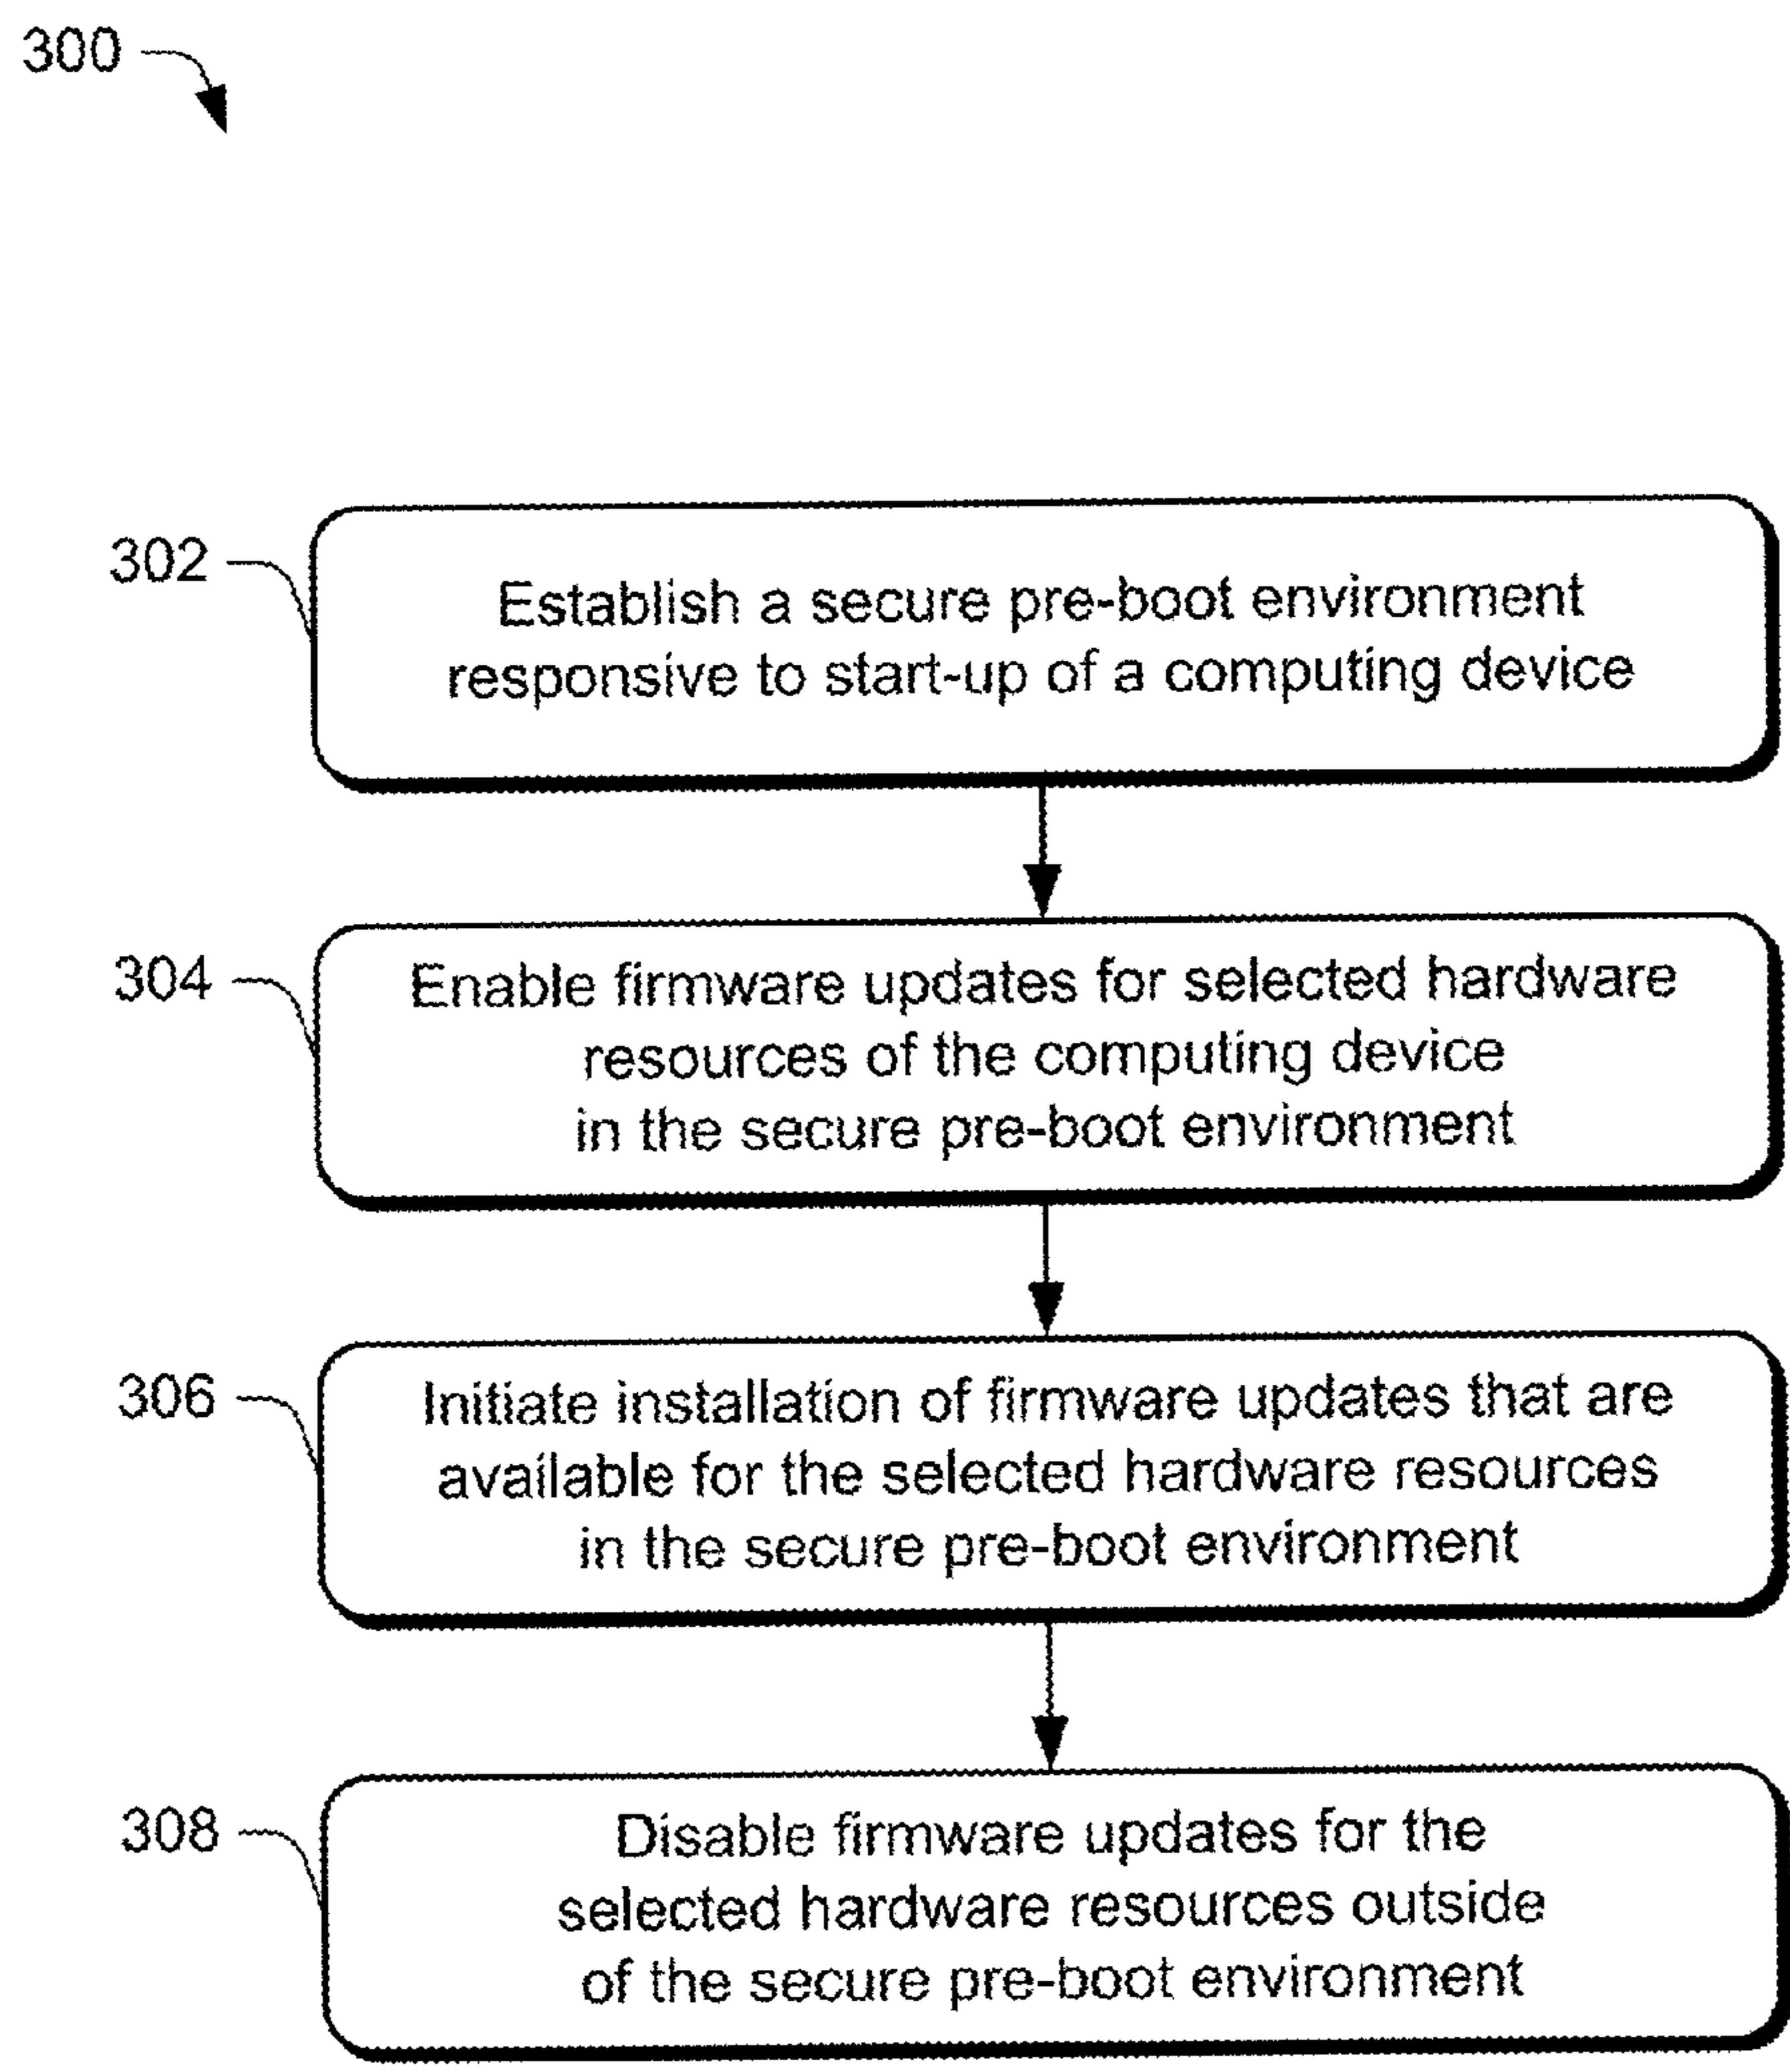 300
302
Establish a secure pre-boot environment
responsive to start-up of a computing device
304
Enable firmware updates for selected hardware
resources of the computing device
in the secure pre-boot environment
306
Initiate installation of firmware updates that are
available for the selected hardware resources
in the secure pre-boot environment
308
Disable firmware updates for the
selected hardware resources outside
of the secure pre-boot environment